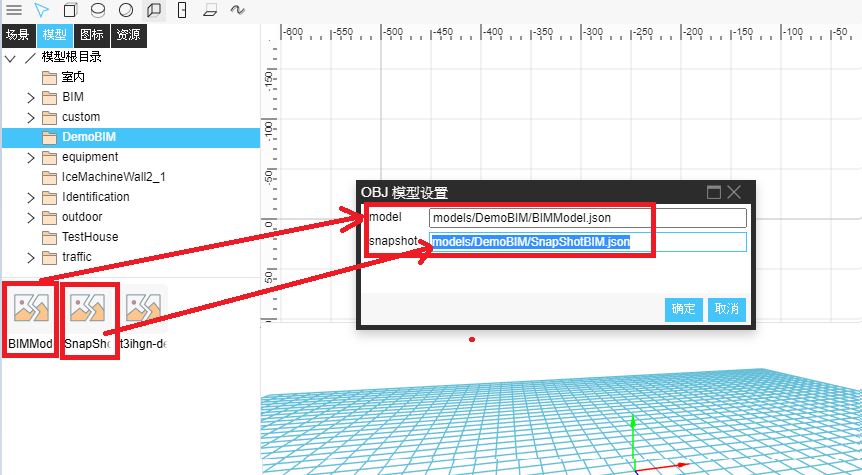 -600 -550 -500 -450 -400 -350 -300 -250 -200 -150 -100 -50
场景 模型 图标 资源
模型根目录
室内
BIM
custom
DemoBIM
equipment
IceMachineWall2_1
Identification
outdoor
TestHouse
traffic
-150
-100
-50
0
50
OBJ 模型设置
model models/DemoBIM/BIMModel.json
snapshot models/DemoBIM/SnapShotBIM.json
确定 取消
BIMMod SnapSho t3ihgn-de